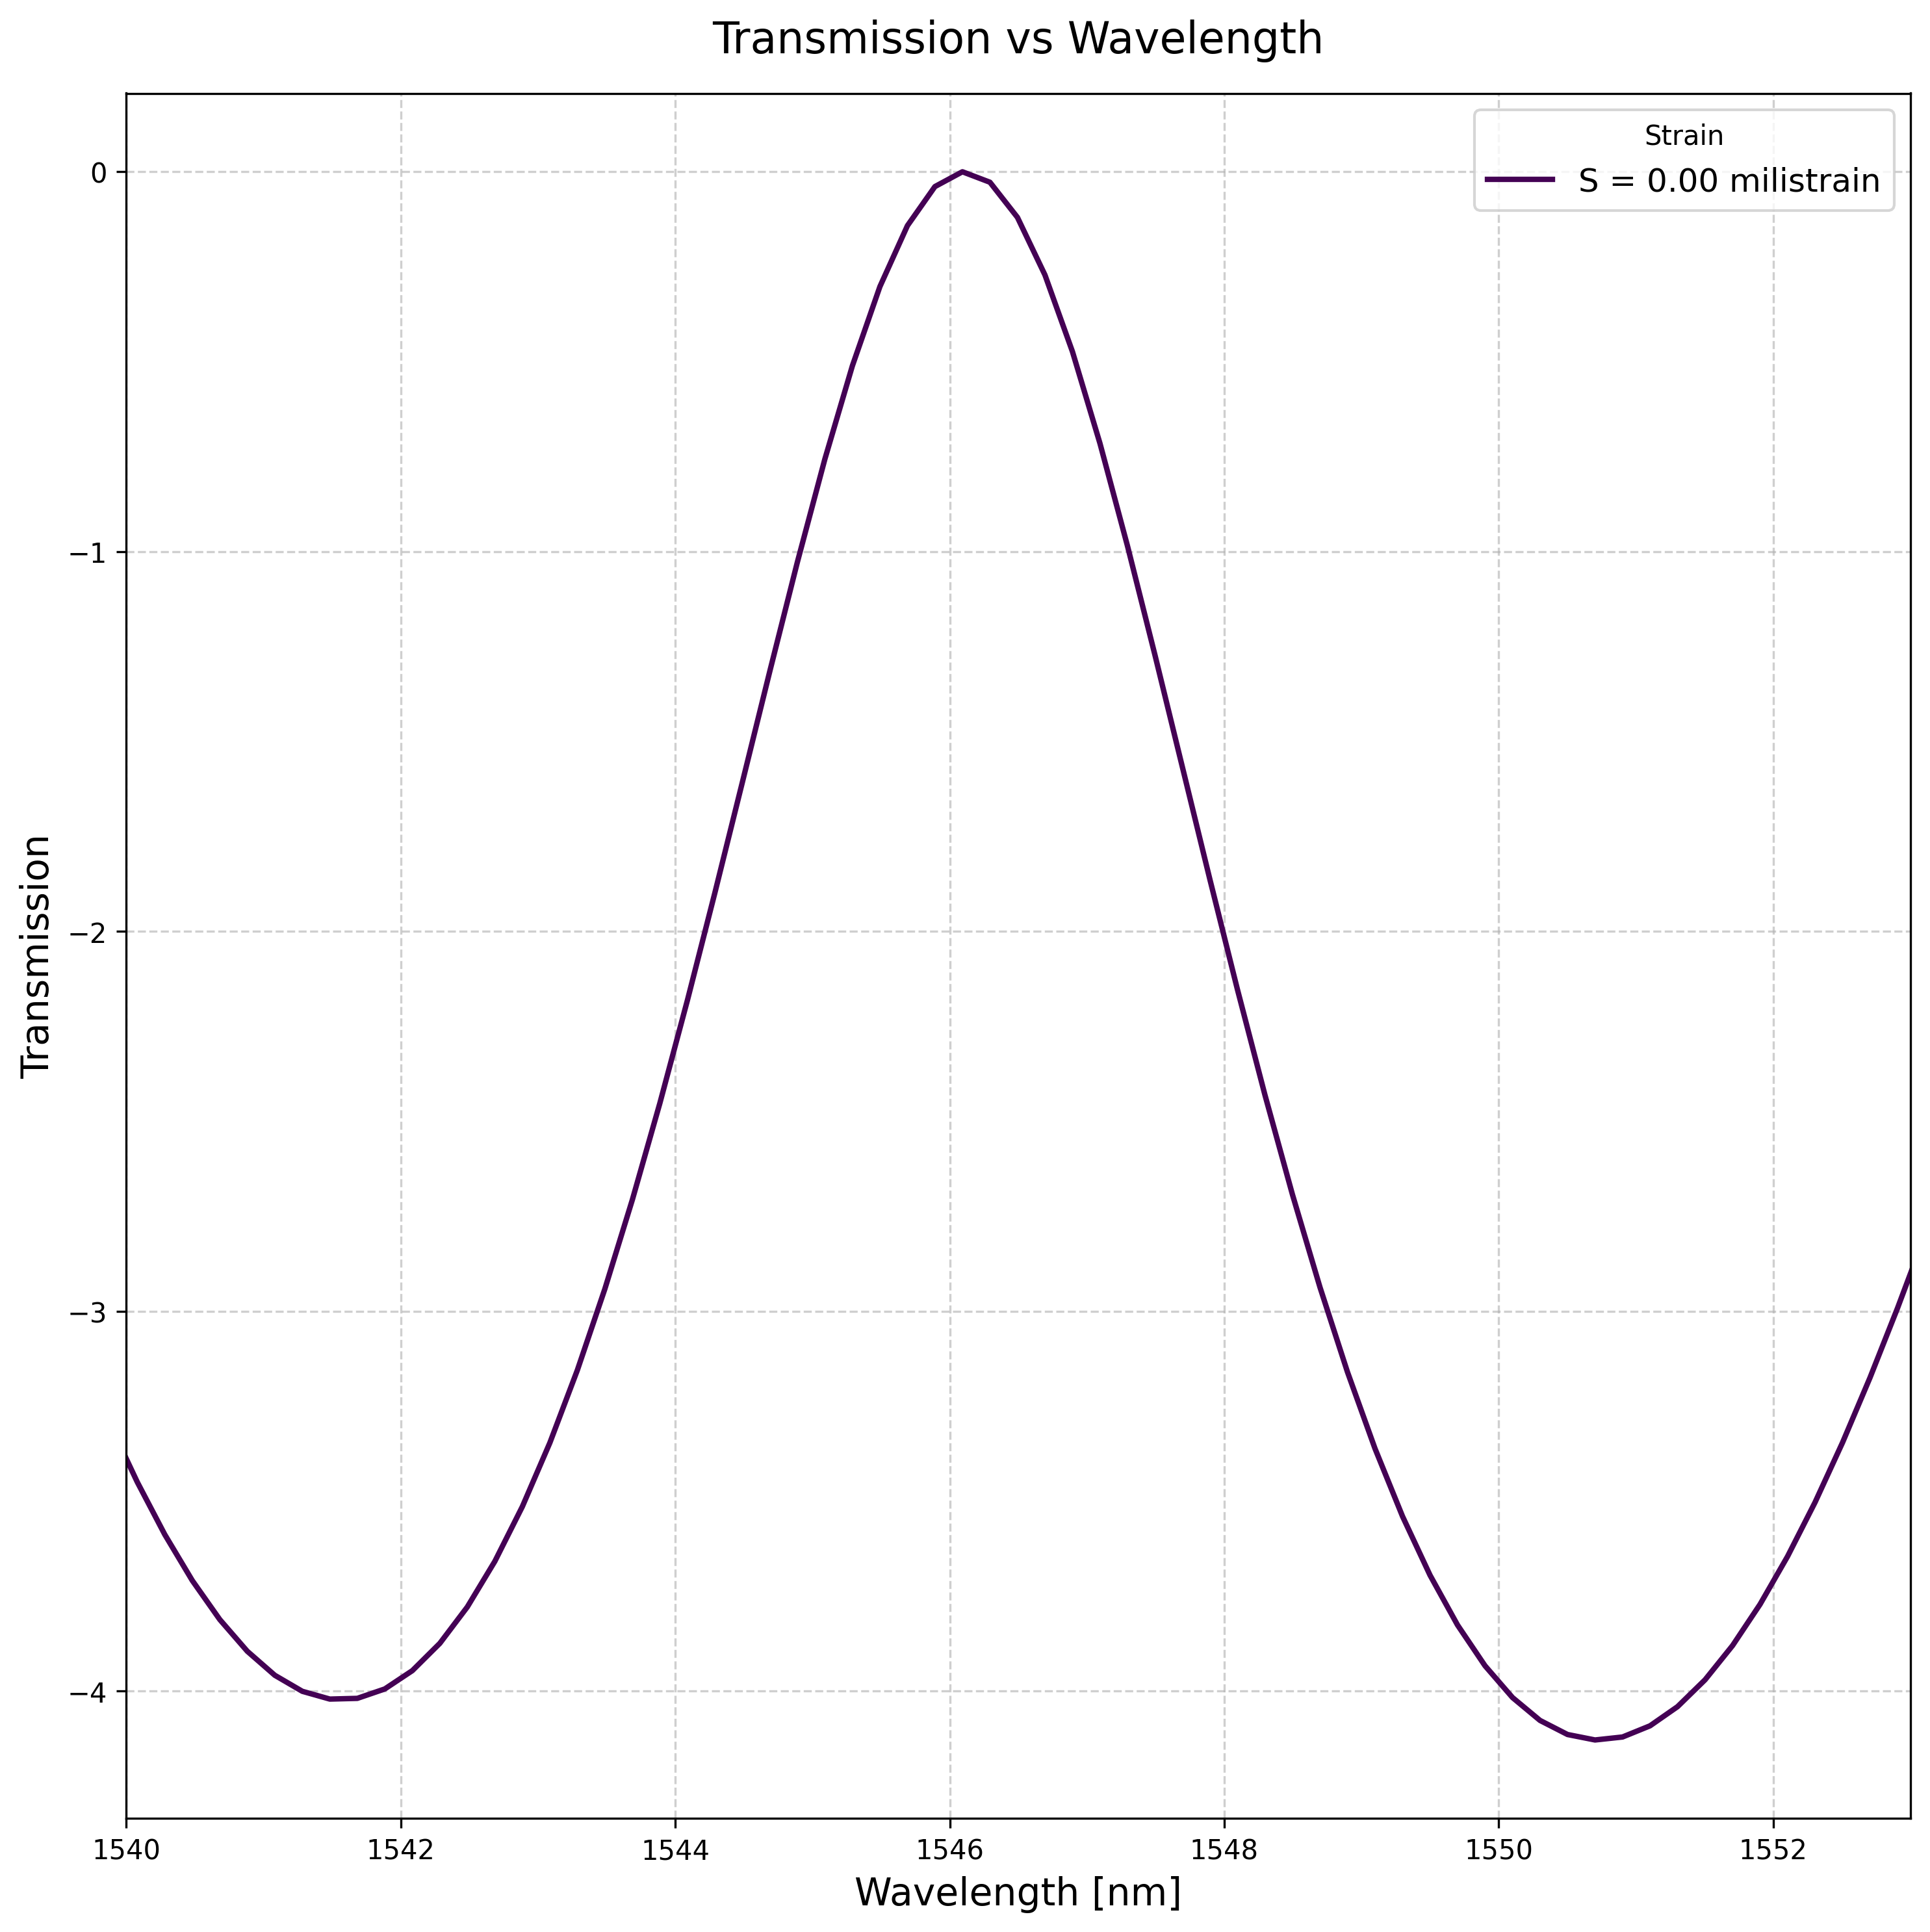 Transmission vs Wavelength
Strain
S = 0.00 milistrain
Transmission
0
−1
−2
−3
−4
1540 1542 1544 1546 1548 1550 1552
Wavelength [nm]